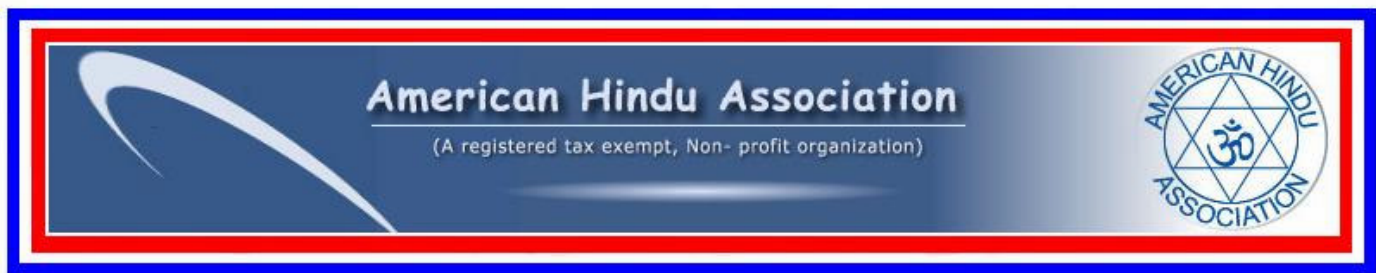 American Hindu Association
(A registered tax exempt, Non- profit organization)
AMERICAN HINDU
ॐ
ASSOCIATION